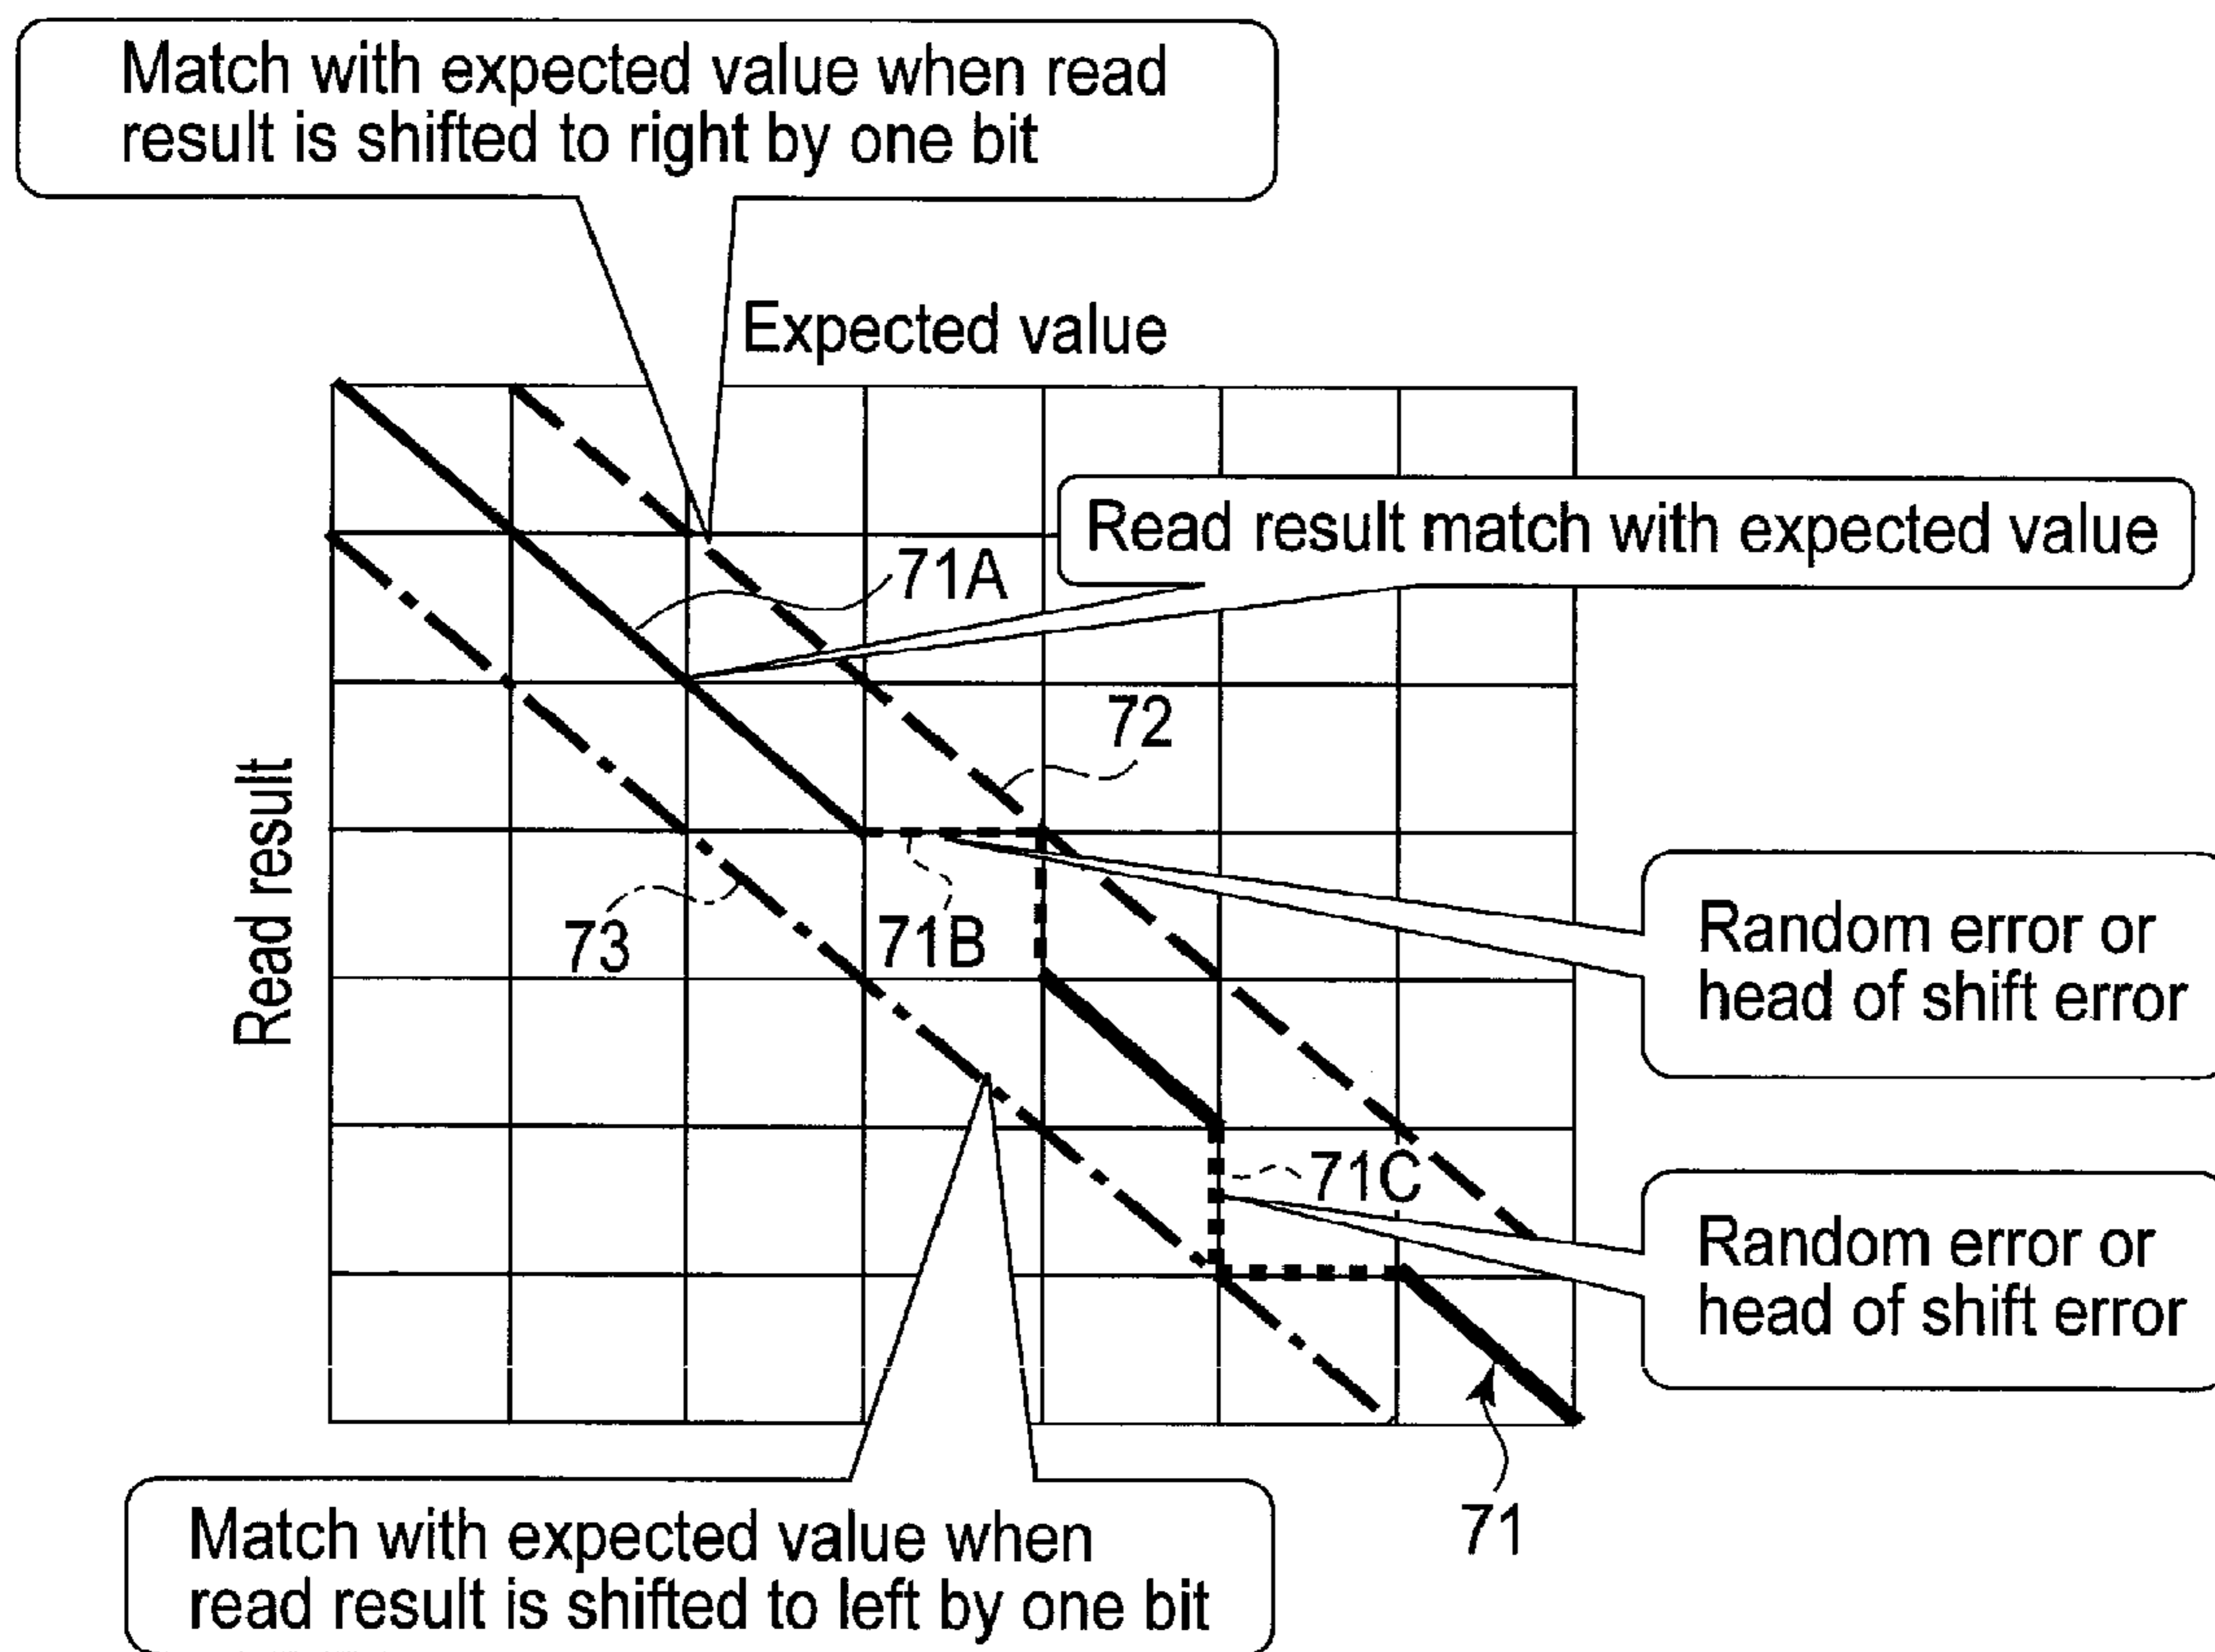 Match with expected value when read
result is shifted to right by one bit
Expected value
Read result match with expected value
71A
72
Read result
73
71B
Random error or
head of shift error
71C
Random error or
head of shift error
71
Match with expected value when
read result is shifted to left by one bit